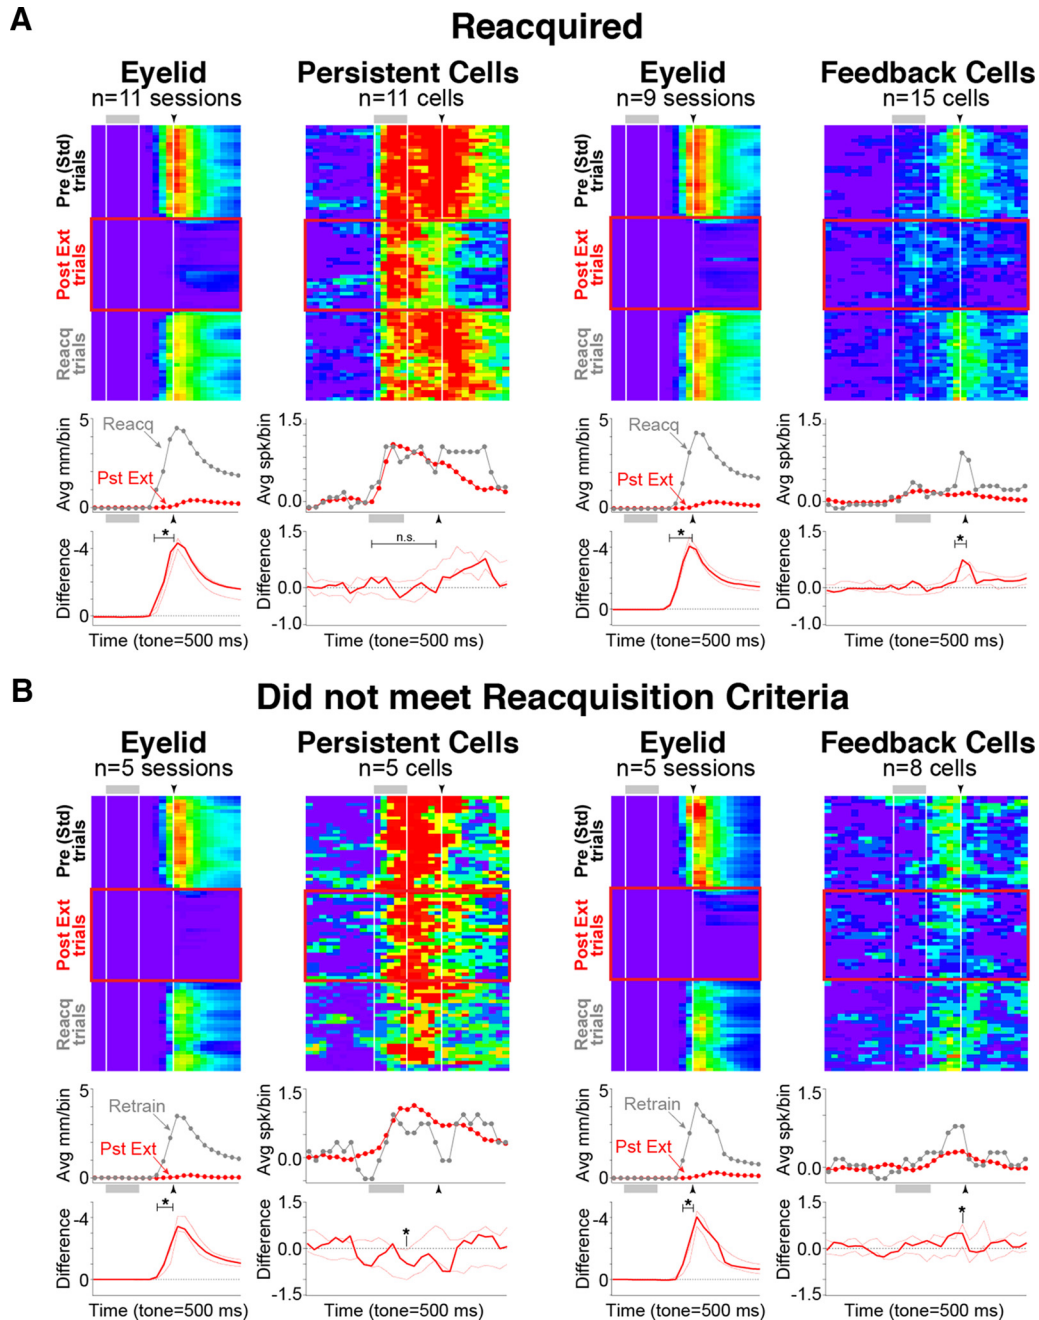 A
Reacquired
Eyelid
n=11 sessions
Persistent Cells
n=11 cells
Eyelid
n=9 sessions
Feedback Cells
n=15 cells
Pre (Std)
trials
Post Ext
trials
Reacq
trials
Pre (Std)
trials
Post Ext
trials
Reacq
trials
Avg mm/bin
5
0
Reacq
Pst Ext
Avg spk/bin
1.5
0.0
Avg mm/bin
5
0
Reacq
Pst Ext
Avg spk/bin
1.5
0.0
Difference
-4
0
*
Difference
1.5
0.0
-1.0
n.s.
Difference
-4
0
*
Difference
1.5
0.0
-1.0
*
Time (tone=500 ms)
Time (tone=500 ms)
Time (tone=500 ms)
Time (tone=500 ms)
B
Did not meet Reacquisition Criteria
Eyelid
n=5 sessions
Persistent Cells
n=5 cells
Eyelid
n=5 sessions
Feedback Cells
n=8 cells
Pre (Std)
trials
Post Ext
trials
Reacq
trials
Pre (Std)
trials
Post Ext
trials
Reacq
trials
Avg mm/bin
5
0
Retrain
Pst Ext
Avg spk/bin
1.5
0.0
Avg mm/bin
5
0
Retrain
Pst Ext
Avg spk/bin
1.5
0.0
Difference
-4
0
*
Difference
1.5
0.0
-1.5
*
Difference
-4
0
*
Difference
1.5
0.0
-1.5
*
Time (tone=500 ms)
Time (tone=500 ms)
Time (tone=500 ms)
Time (tone=500 ms)